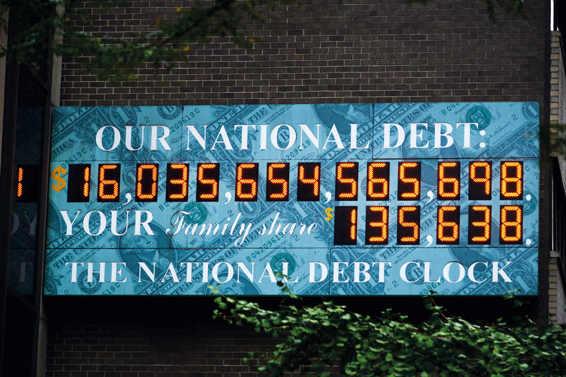 OUR NATIONAL DEBT:
$16,035,654,565,698.
YOUR Family share $135,638.
THE NATIONAL DEBT CLOCK